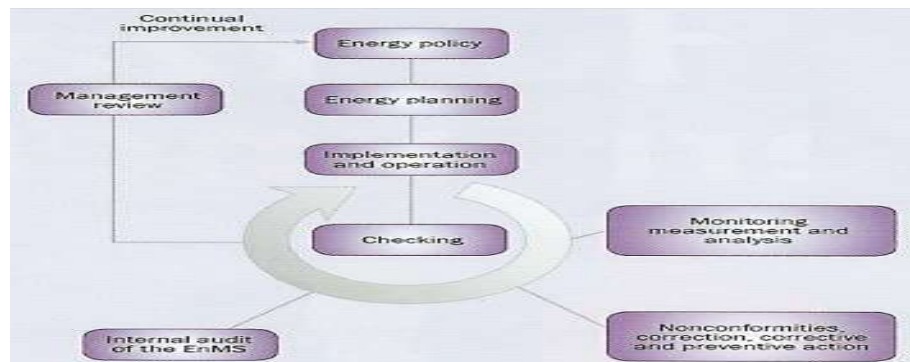 Continual
improvement
Energy policy
Management
review
Energy planning
Implementation
and operation
Checking
Monitoring
measurement and
analysis
Internal audit
of the EnMS
Nonconformities,
correction, corrective
and preventive action